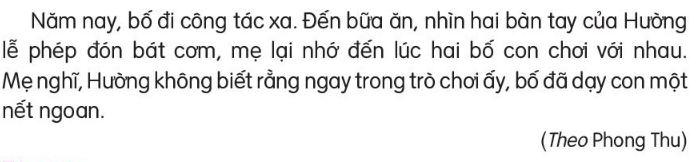 Năm nay, bố đi công tác xa. Đến bữa ăn, nhìn hai bàn tay của Hường
lễ phép đón bát cơm, mẹ lại nhớ đến lúc hai bố con chơi với nhau.
Mẹ nghĩ, Hường không biết rằng ngay trong trò chơi ấy, bố đã dạy con một
nết ngoan.
(Theo Phong Thu)